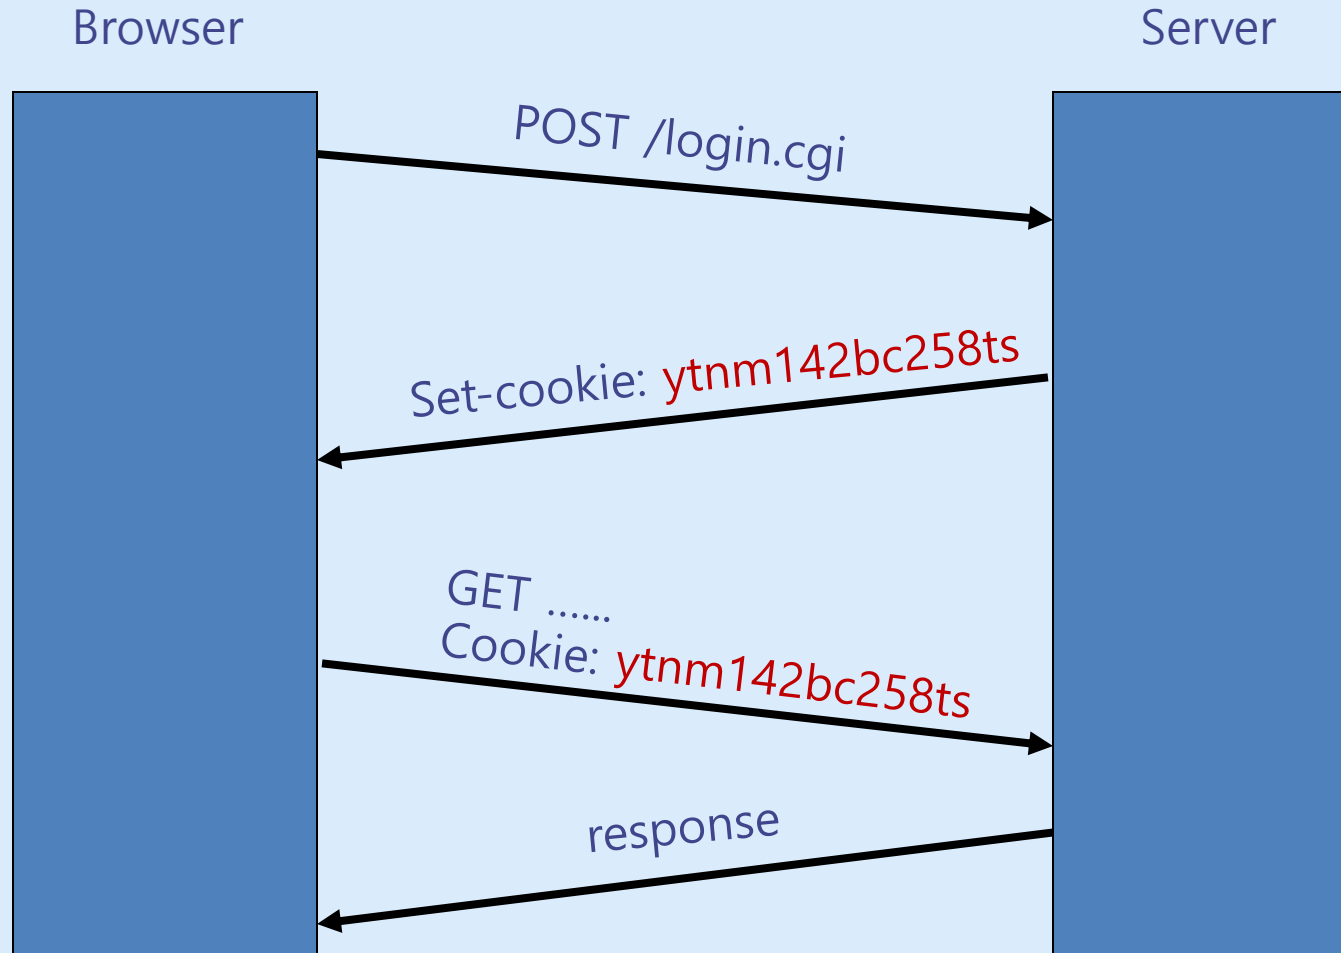 Browser
Server
POST /login.cgi
Set-cookie: ytnm142bc258ts
GET ......
Cookie: ytnm142bc258ts
response